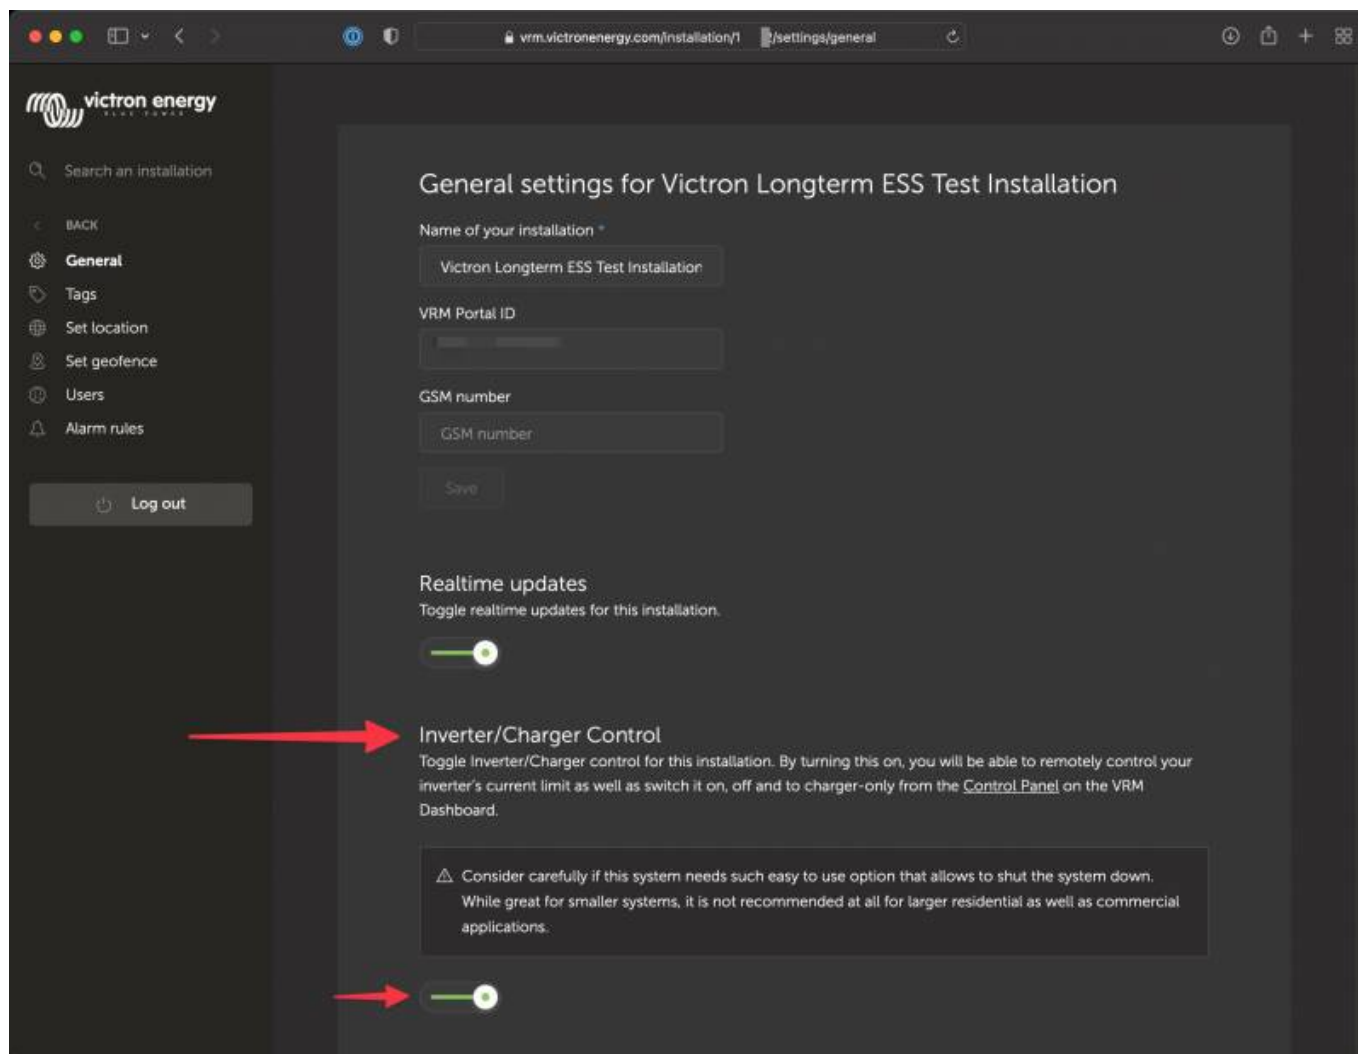 vrm.victronenergy.com/installation/1 /settings/general
victron energy
BLUE POWER
Search an installation
BACK
General
Tags
Set location
Set geofence
Users
Alarm rules
Log out
General settings for Victron Longterm ESS Test Installation
Name of your installation *
Victron Longterm ESS Test Installation
VRM Portal ID
GSM number
GSM number
Save
Realtime updates
Toggle realtime updates for this installation.
Inverter/Charger Control
Toggle Inverter/Charger control for this installation. By turning this on, you will be able to remotely control your
inverter's current limit as well as switch it on, off and to charger-only from the Control Panel on the VRM
Dashboard.
Consider carefully if this system needs such easy to use option that allows to shut the system down.
While great for smaller systems, it is not recommended at all for larger residential as well as commercial
applications.